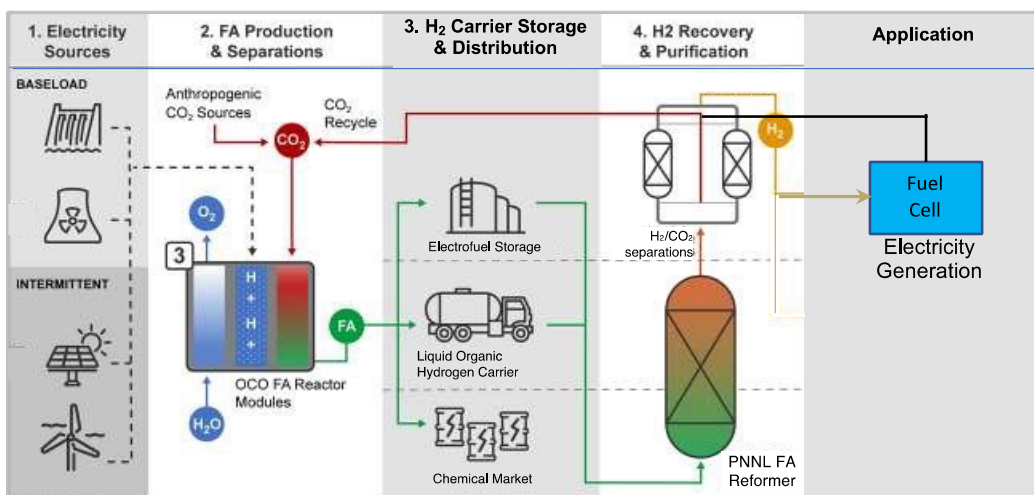 1. Electricity
Sources
2. FA Production
& Separations
3. H₂ Carrier Storage
& Distribution
4. H2 Recovery
& Purification
Application
BASELOAD
INTERMITTENT
Anthropogenic
CO₂ Sources
CO₂
Recycle
CO₂
O₂
3
H
+
H
+
FA
OCO FA Reactor
Modules
H₂O
Electrofuel Storage
Liquid Organic
Hydrogen Carrier
Chemical Market
H₂
H₂/CO₂
separations
PNNL FA
Reformer
Fuel
Cell
Electricity
Generation